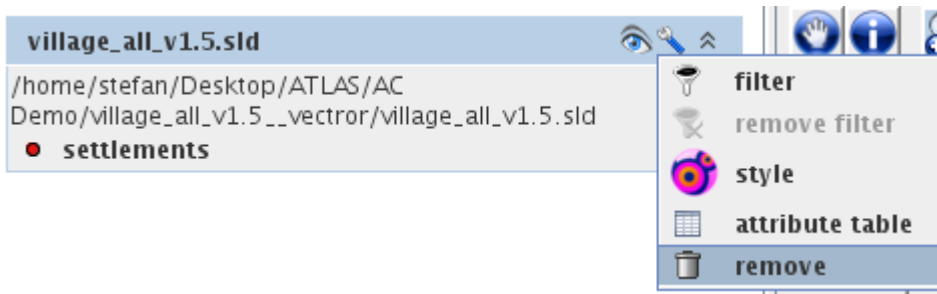 village_all_v1.5.sld
/home/stefan/Desktop/ATLAS/AC
Demo/village_all_v1.5__vectror/village_all_v1.5.sld
settlements
filter
remove filter
style
attribute table
remove